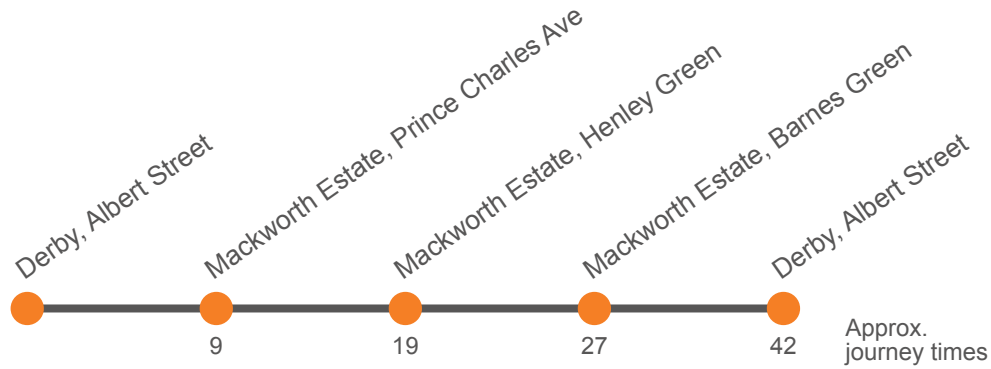 Derby, Albert Street
Mackworth Estate, Prince Charles Ave
Mackworth Estate, Henley Green
Mackworth Estate, Barnes Green
Derby, Albert Street
9
19
27
42
Approx.
journey times